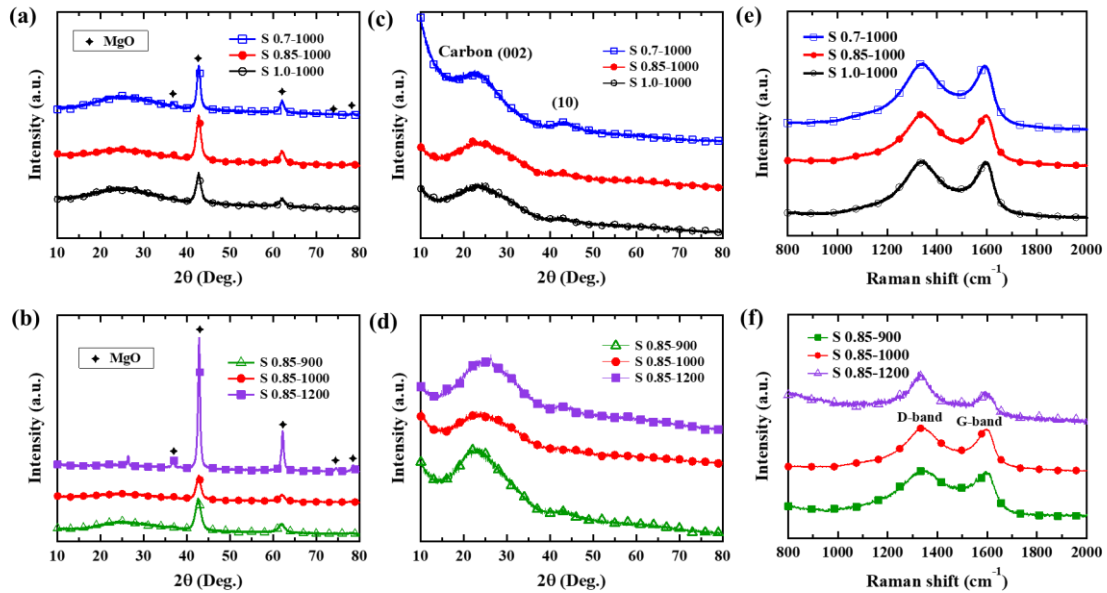 (a)
✦ MgO
S 0.7-1000
S 0.85-1000
S 1.0-1000
Intensity (a.u.)
10 20 30 40 50 60 70 80
2θ (Deg.)
(c)
Carbon (002)
(10)
S 0.7-1000
S 0.85-1000
S 1.0-1000
Intensity (a.u.)
10 20 30 40 50 60 70 79
2θ (Deg.)
(e)
S 0.7-1000
S 0.85-1000
S 1.0-1000
Intensity (a.u.)
800 1000 1200 1400 1600 1800 2000
Raman shift (cm⁻¹)
(b)
✦ MgO
S 0.85-900
S 0.85-1000
S 0.85-1200
Intensity (a.u.)
10 20 30 40 50 60 70 80
2θ (Deg.)
(d)
S 0.85-900
S 0.85-1000
S 0.85-1200
Intensity (a.u.)
10 20 30 40 50 60 70 79
2θ (Deg.)
(f)
S 0.85-900
S 0.85-1000
S 0.85-1200
D-band
G-band
Intensity (a.u.)
800 1000 1200 1400 1600 1800 2000
Raman shift (cm⁻¹)